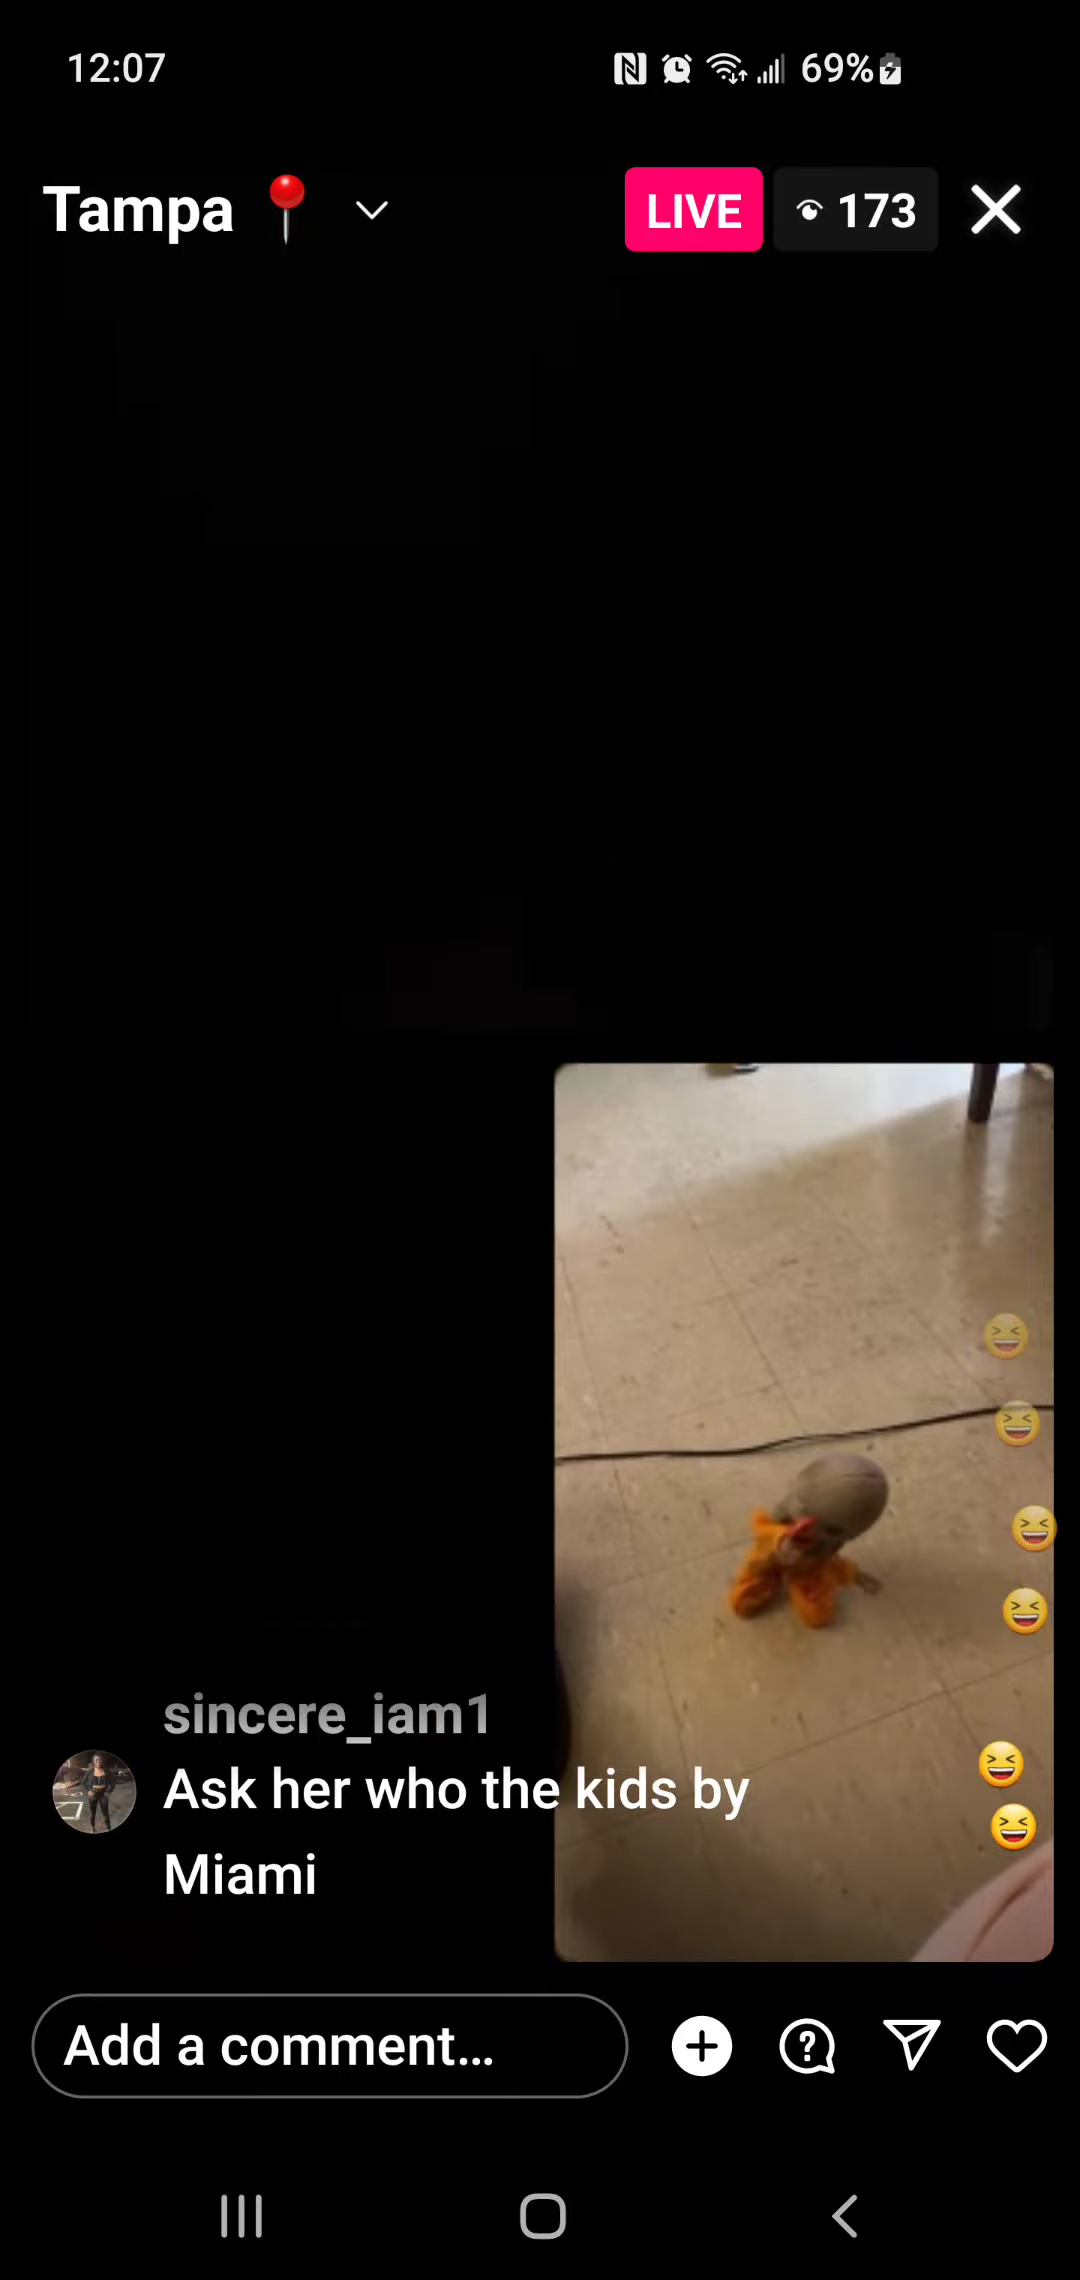 12:07 69%
Tampa 📍 LIVE 173
sincere_iam1
Ask her who the kids by
Miami
Add a comment...